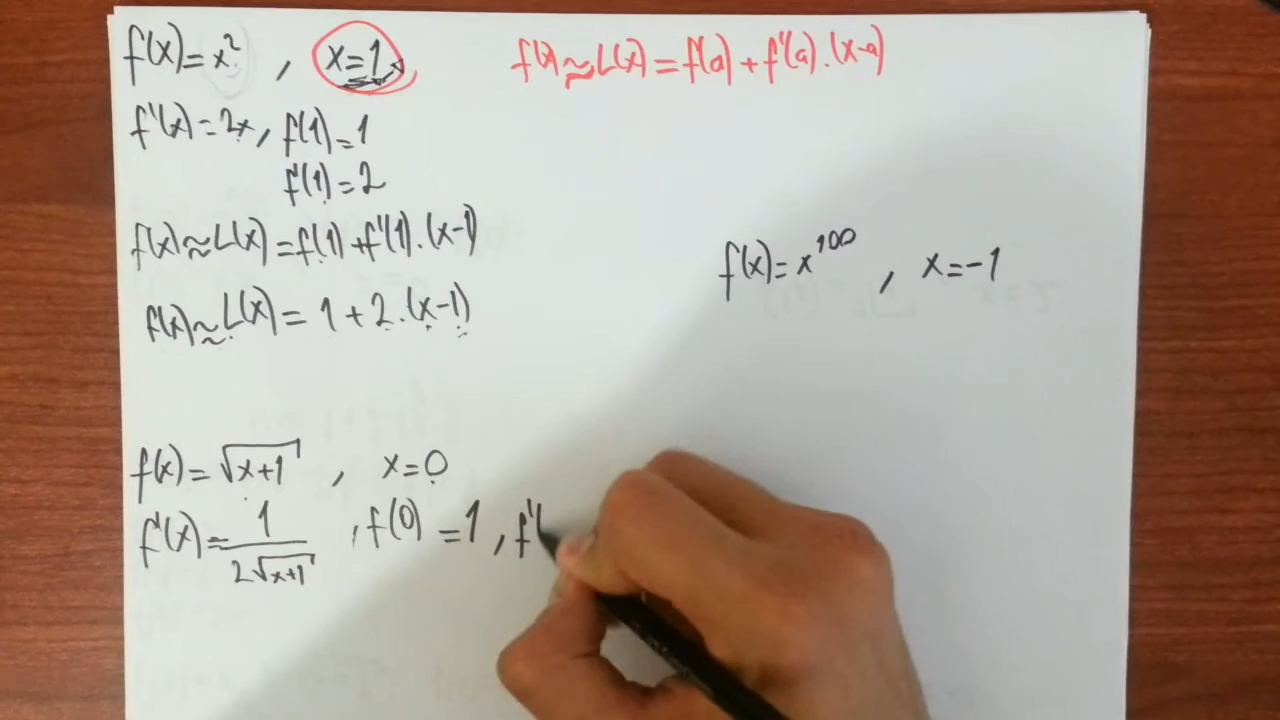 f(x)=x² , x=1
f(x)≈L(x)=f(a)+f'(a).(x-a)
f'(x)=2x, f(1)=1
f'(1)=2
f(x)≈L(x)=f(1)+f'(1).(x-1)
f(x)≈L(x)=1+2.(x-1)
f(x)=x¹⁰⁰ , x=-1
f(x)=√(x+1) , x=0
f'(x)=1/(2√(x+1)) , f(0)=1, f'(